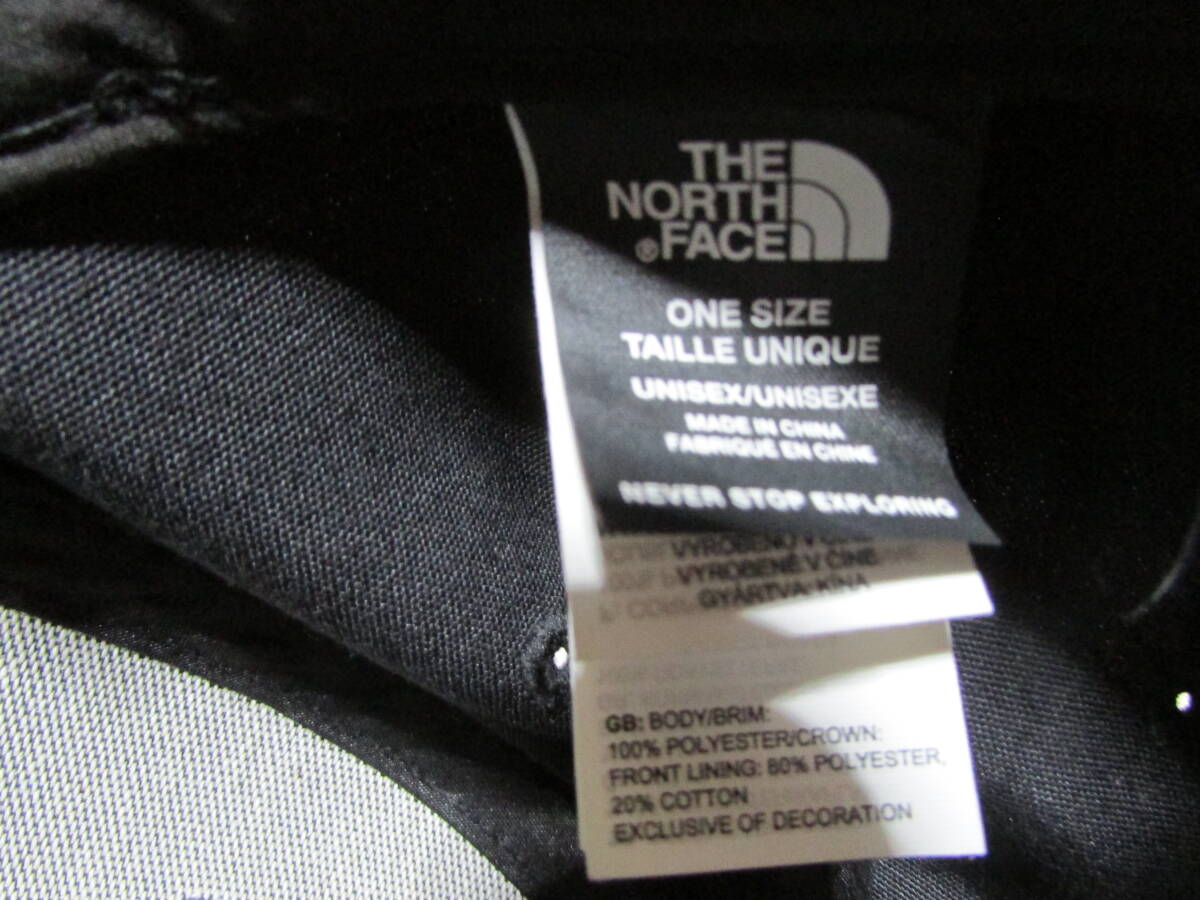 THE
NORTH
® FACE
ONE SIZE
TAILLE UNIQUE
UNISEX/UNISEXE
MADE IN CHINA
FABRIQUÉ EN CHINE
NEVER STOP EXPLORING
VYROBENO V
VYROBENÉ V ČÍNE
GYÁRTVA: KÍNA
GB: BODY/BRIM:
100% POLYESTER/CROWN:
FRONT LINING: 80% POLYESTER,
20% COTTON
EXCLUSIVE OF DECORATION